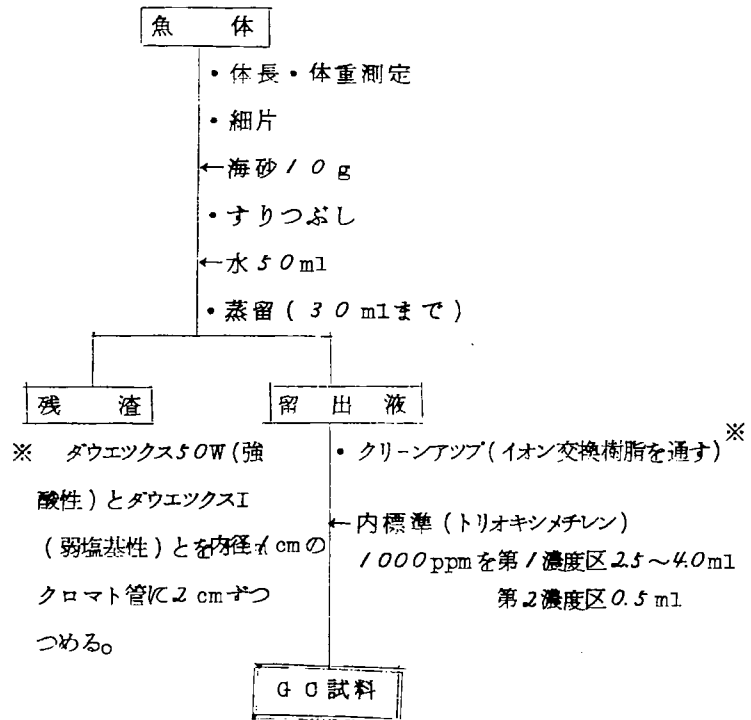 魚 体
・体長・体重測定
・細片
←海砂10g
・すりつぶし
←水50ml
・蒸留(30mlまで)
残 渣
留 出 液
・クリーンアップ(イオン交換樹脂を通す)※
←内標準(トリオキシメチレン)
1000ppmを第1濃度区2.5〜4.0ml
第2濃度区0.5ml
※ ダウエックス50W(強
酸性)とダウエックスI
(弱塩基性)とを内径1cmの
クロマト管に2cmずつ
つめる。
GC試料